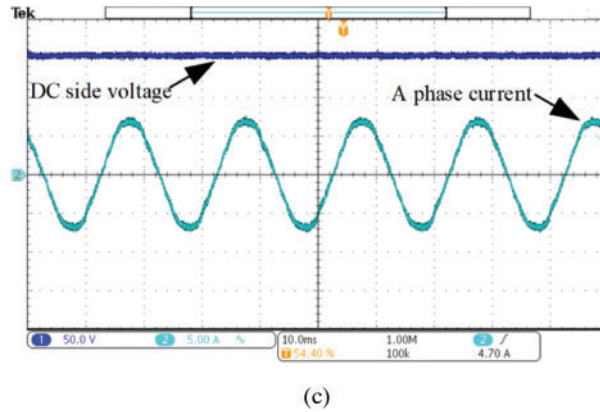 Tek
T
T
DC side voltage
A phase current
2
1 50.0 V 2 5.00 A 10.0ms 1.00M 2
T 54.40 % 100k 4.70 A
(c)